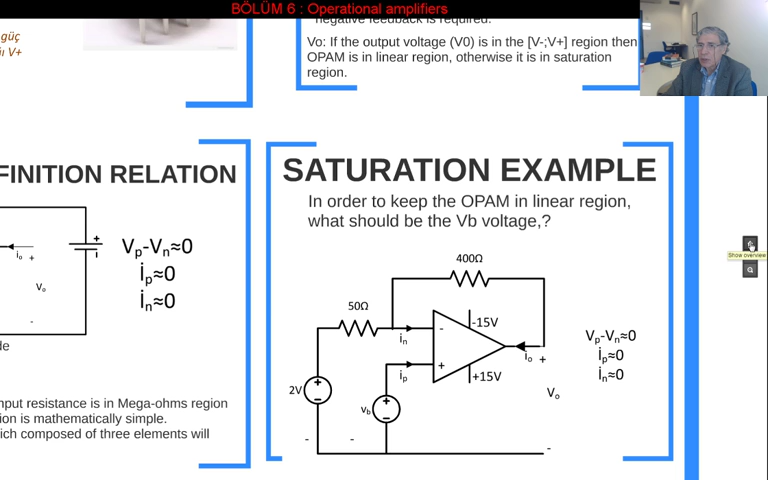 BÖLÜM 6 : Operational amplifiers
negative feedback is required.
güç
ı V+
Vo: If the output voltage (V0) is in the [V-;V+] region then
OPAM is in linear region, otherwise it is in saturation
region.
FINITION RELATION
io +
Vo
-
+
-
Vp-Vn≈0
İp≈0
İn≈0
de
nput resistance is in Mega-ohms region
ion is mathematically simple.
ich composed of three elements will
SATURATION EXAMPLE
In order to keep the OPAM in linear region,
what should be the Vb voltage,?
400Ω
50Ω
-15V
in
-
+
ip
+15V
io +
Vo
-
2V
+
-
vb
+
-
-
-
Vp-Vn≈0
İp≈0
İn≈0
Show overview